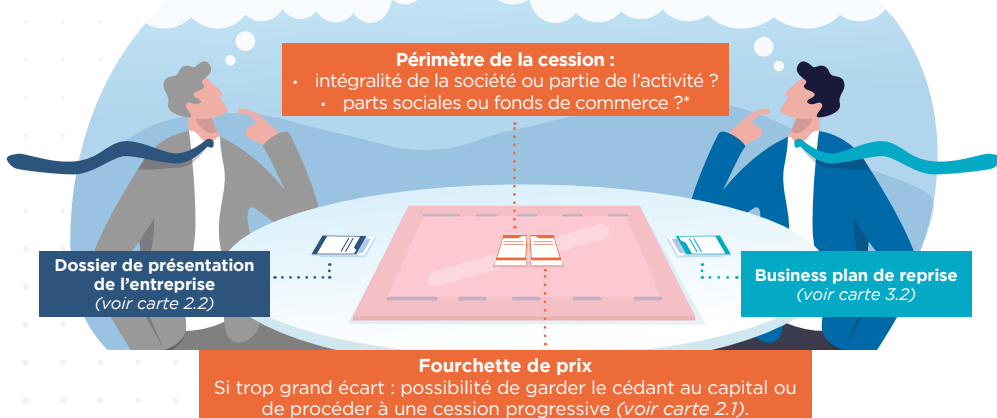 Périmètre de la cession :
• intégralité de la société ou partie de l'activité ?
• parts sociales ou fonds de commerce ?*
Dossier de présentation
de l'entreprise
(voir carte 2.2)
Business plan de reprise
(voir carte 3.2)
Fourchette de prix
Si trop grand écart : possibilité de garder le cédant au capital ou
de procéder à une cession progressive (voir carte 2.1).